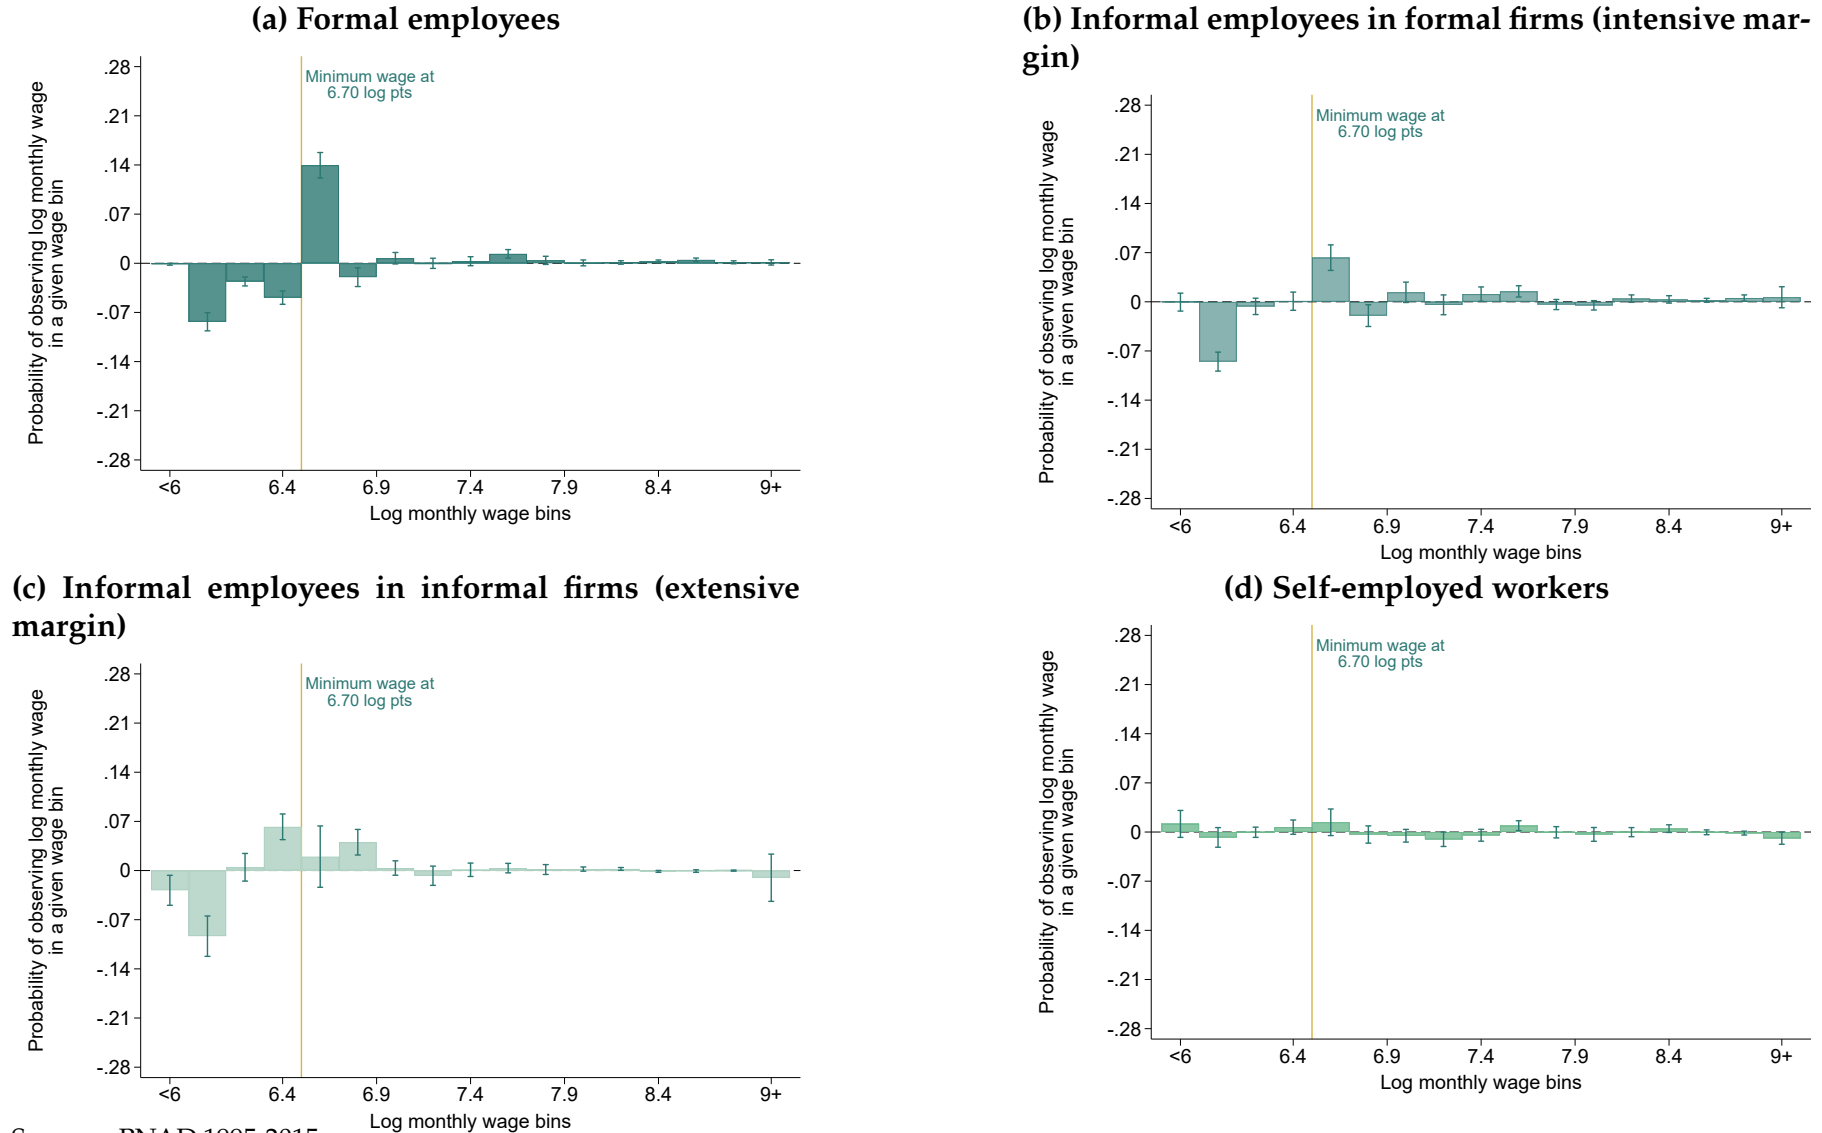 (a) Formal employees
.28
.21
.14
.07
0
-.07
-.14
-.21
-.28
Probability of observing log monthly wage
in a given wage bin
Minimum wage at
6.70 log pts
<6
6.4
6.9
7.4
7.9
8.4
9+
Log monthly wage bins
(b) Informal employees in formal firms (intensive mar-
gin)
.28
.21
.14
.07
0
-.07
-.14
-.21
-.28
Probability of observing log monthly wage
in a given wage bin
Minimum wage at
6.70 log pts
<6
6.4
6.9
7.4
7.9
8.4
9+
Log monthly wage bins
(c) Informal employees in informal firms (extensive
margin)
.28
.21
.14
.07
0
-.07
-.14
-.21
-.28
Probability of observing log monthly wage
in a given wage bin
Minimum wage at
6.70 log pts
<6
6.4
6.9
7.4
7.9
8.4
9+
Log monthly wage bins
(d) Self-employed workers
.28
.21
.14
.07
0
-.07
-.14
-.21
-.28
Probability of observing log monthly wage
in a given wage bin
Minimum wage at
6.70 log pts
<6
6.4
6.9
7.4
7.9
8.4
9+
Log monthly wage bins